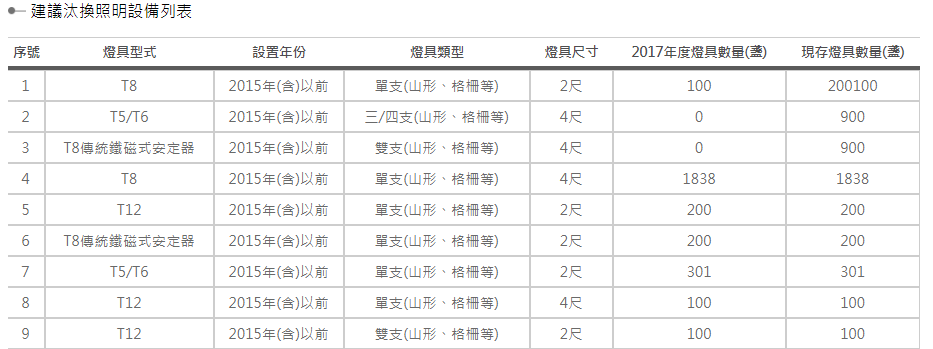 建議汰換照明設備列表
序號 燈具型式 設置年份 燈具類型 燈具尺寸 2017年度燈具數量(盞) 現存燈具數量(盞)
1 T8 2015年(含)以前 單支(山形、格柵等) 2尺 100 200100
2 T5/T6 2015年(含)以前 三/四支(山形、格柵等) 4尺 0 900
3 T8傳統鐵磁式安定器 2015年(含)以前 雙支(山形、格柵等) 4尺 0 900
4 T8 2015年(含)以前 單支(山形、格柵等) 4尺 1838 1838
5 T12 2015年(含)以前 單支(山形、格柵等) 2尺 200 200
6 T8傳統鐵磁式安定器 2015年(含)以前 單支(山形、格柵等) 2尺 200 200
7 T5/T6 2015年(含)以前 單支(山形、格柵等) 2尺 301 301
8 T12 2015年(含)以前 單支(山形、格柵等) 4尺 100 100
9 T12 2015年(含)以前 雙支(山形、格柵等) 2尺 100 100